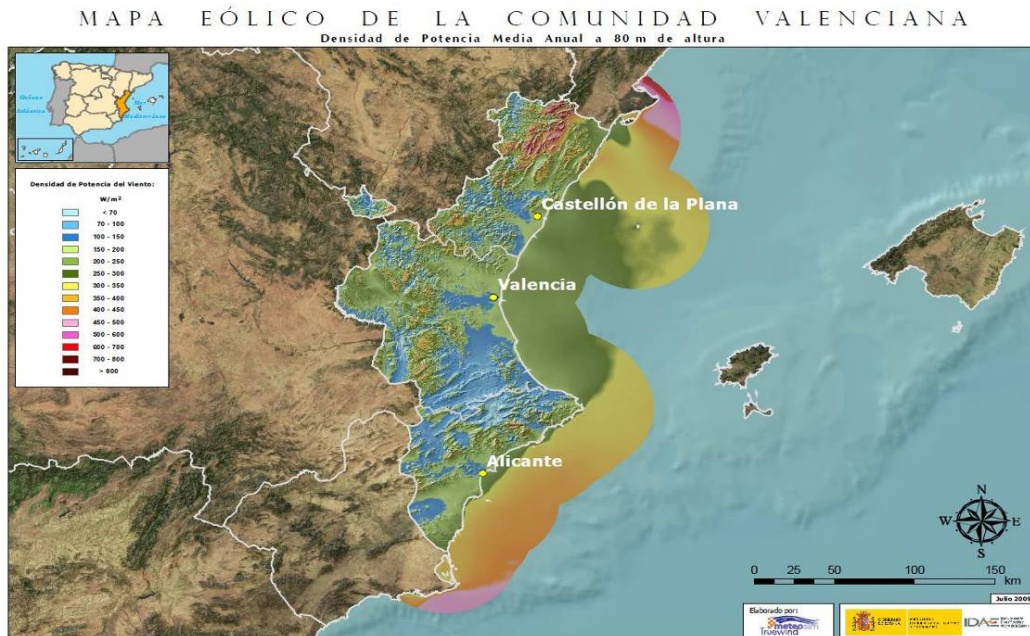 MAPA EÓLICO DE LA COMUNIDAD VALENCIANA
Densidad de Potencia Media Anual a 80 m de altura
Océano
Atlántico
Mar
Mediterráneo
Densidad de Potencia del Viento:
W/m²
< 70
70 - 100
100 - 150
150 - 200
200 - 250
250 - 300
300 - 350
350 - 400
400 - 450
450 - 500
500 - 600
600 - 700
700 - 800
> 800
Castellón de la Plana
Valencia
Alicante
N
W E
S
0 25 50 100 150
km
Julio 2009
Elaborado por:
meteosim
Truewind
GOBIERNO
DE ESPAÑA
IDAE